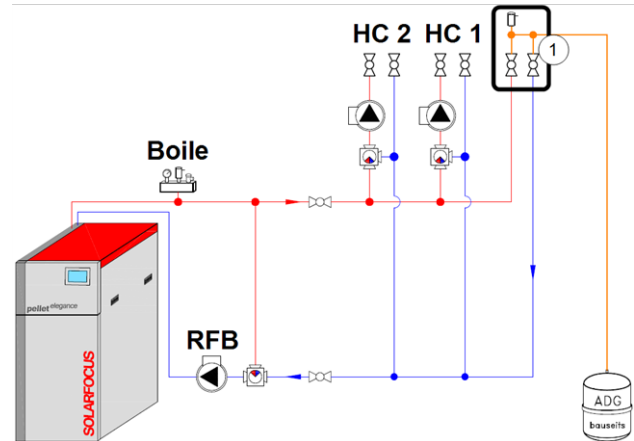 HC 2 HC 1
1
Boile
pellet elegance
SOLARFOCUS
RFB
ADG
bauseits